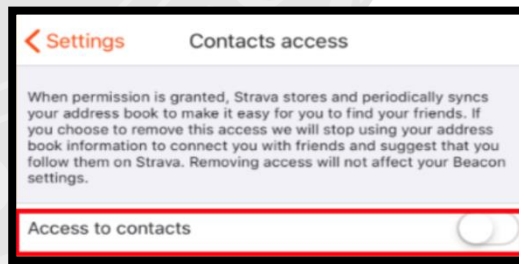 Settings Contacts access
When permission is granted, Strava stores and periodically syncs
your address book to make it easy for you to find your friends. If
you choose to remove this access we will stop using your address
book information to connect you with friends and suggest that you
follow them on Strava. Removing access will not affect your Beacon
settings.
Access to contacts